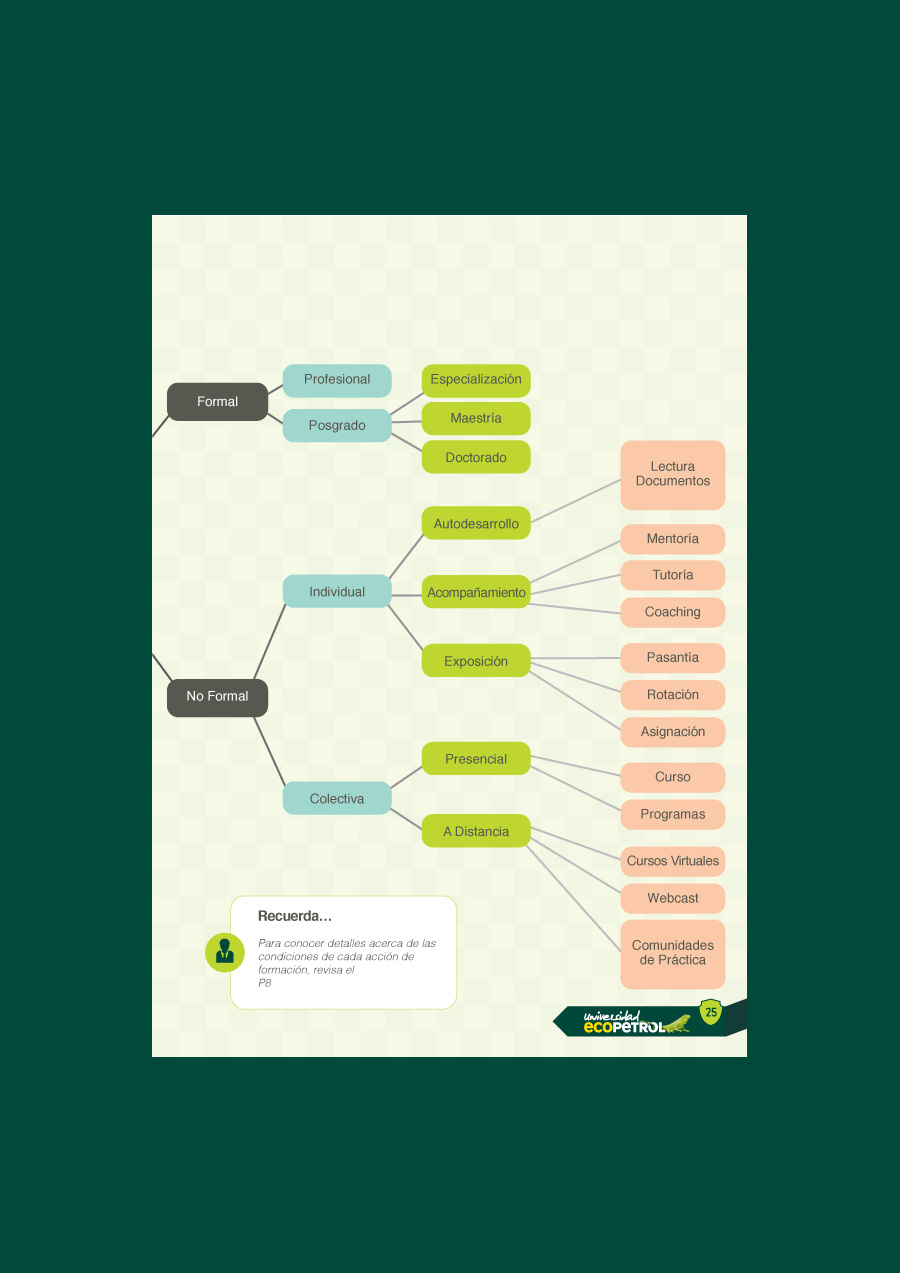 Formal
Profesional
Posgrado
Especialización
Maestría
Doctorado
No Formal
Individual
Autodesarrollo
Lectura
Documentos
Acompañamiento
Mentoría
Tutoría
Coaching
Exposición
Pasantía
Rotación
Asignación
Colectiva
Presencial
Curso
Programas
A Distancia
Cursos Virtuales
Webcast
Comunidades
de Práctica
Recuerda…
Para conocer detalles acerca de las
condiciones de cada acción de
formación, revisa el
P8
universidad
ecoPETROL
25